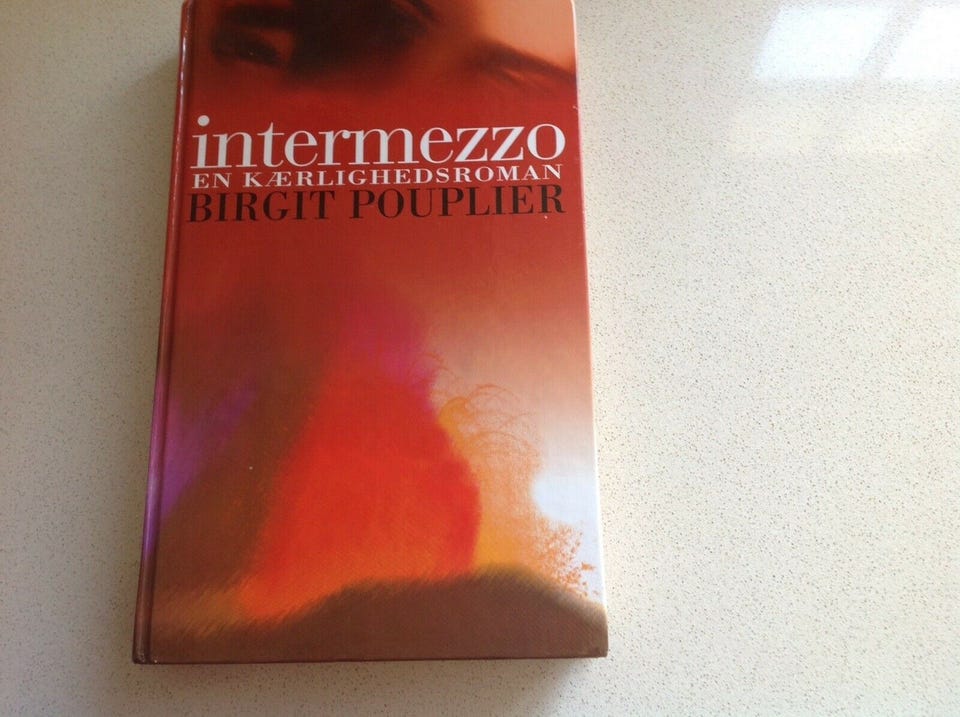 intermezzo
EN KÆRLIGHEDSROMAN
BIRGIT POUPLIER